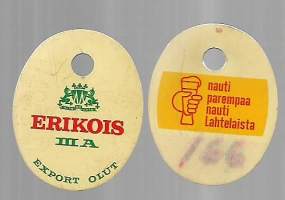 ERIKOIS
III A
EXPORT OLUT
nauti
parempaa
nauti
Lahtelaista
166